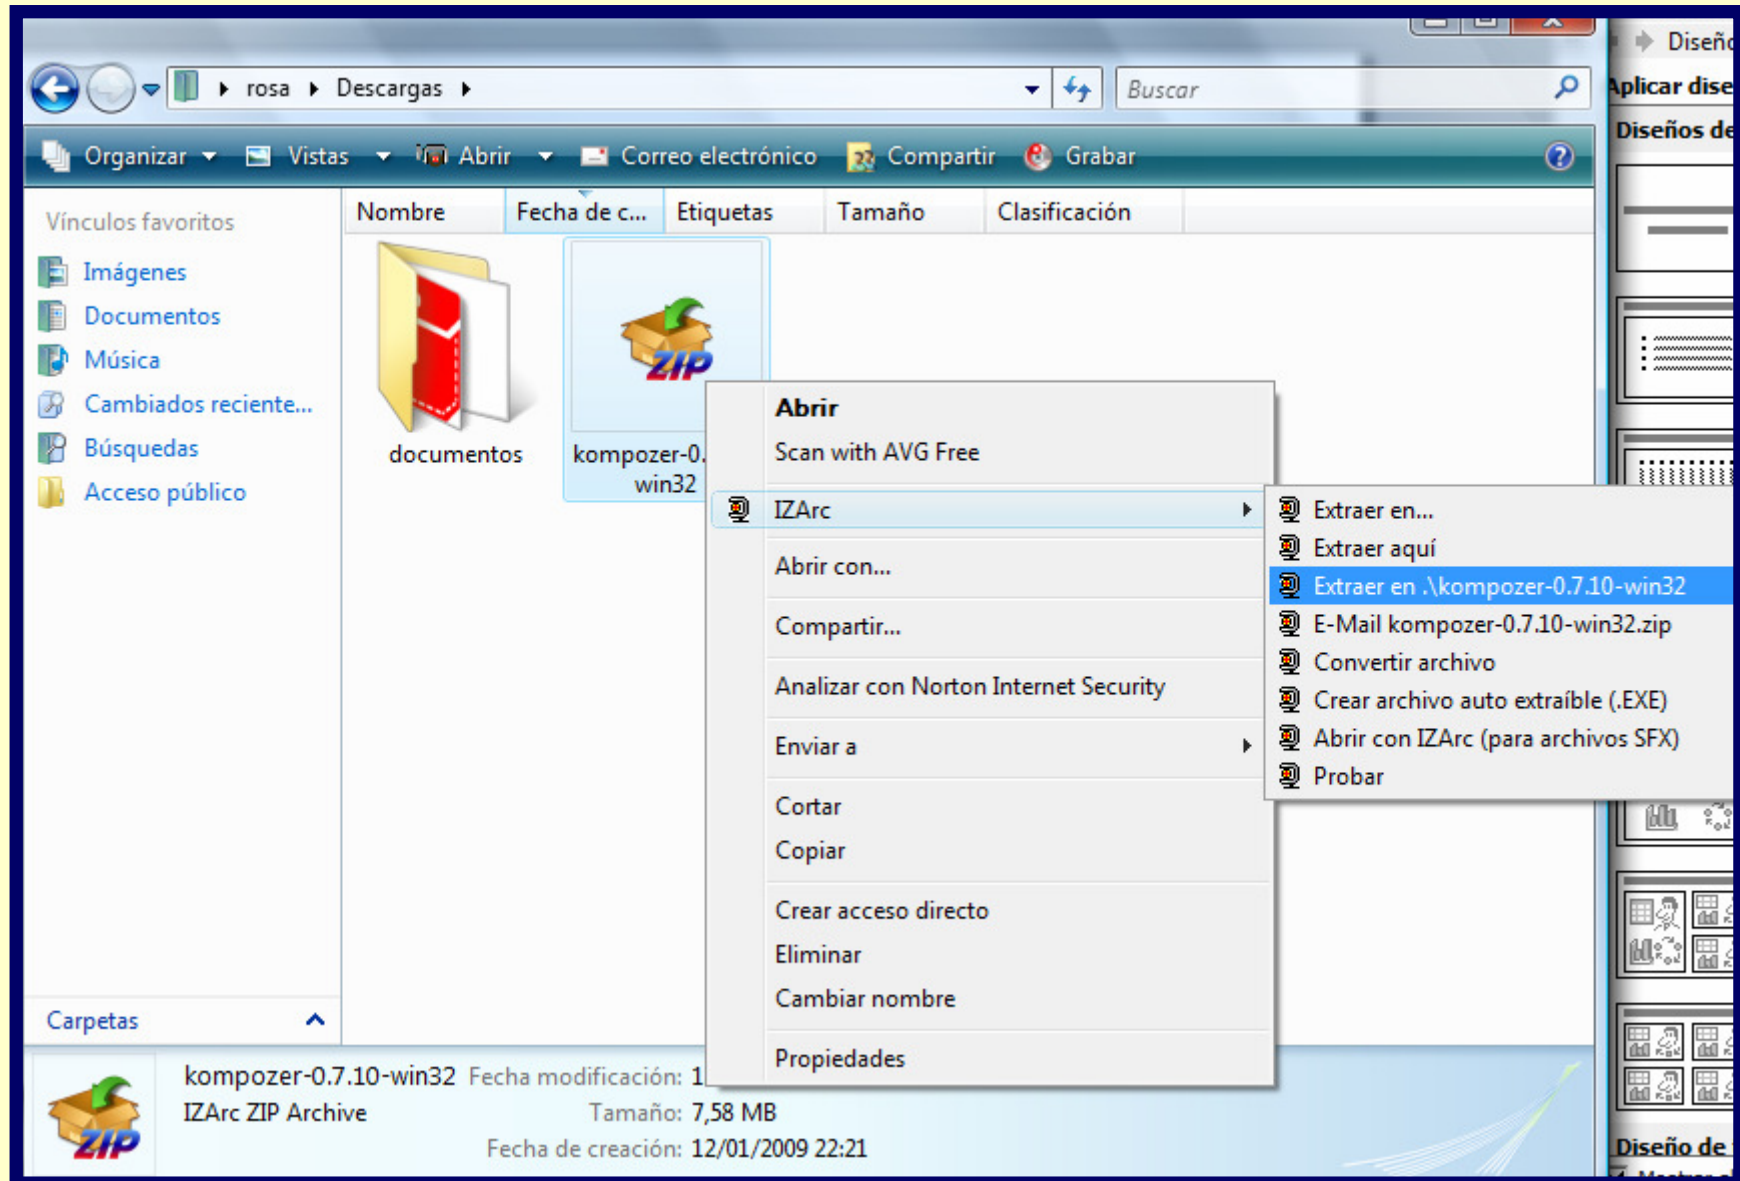 rosa ▸ Descargas ▸
Buscar
Organizar Vistas Abrir Correo electrónico Compartir Grabar
Vínculos favoritos
Imágenes
Documentos
Música
Cambiados reciente...
Búsquedas
Acceso público
Carpetas
Nombre Fecha de c... Etiquetas Tamaño Clasificación
documentos
ZIP
kompozer-0.
win32
Abrir
Scan with AVG Free
IZArc
Abrir con...
Compartir...
Analizar con Norton Internet Security
Enviar a
Cortar
Copiar
Crear acceso directo
Eliminar
Cambiar nombre
Propiedades
Extraer en...
Extraer aquí
Extraer en .\kompozer-0.7.10-win32
E-Mail kompozer-0.7.10-win32.zip
Convertir archivo
Crear archivo auto extraíble (.EXE)
Abrir con IZArc (para archivos SFX)
Probar
ZIP
kompozer-0.7.10-win32 Fecha modificación: 1
IZArc ZIP Archive Tamaño: 7,58 MB
Fecha de creación: 12/01/2009 22:21
Diseño
Aplicar dise
Diseños de
Diseño de